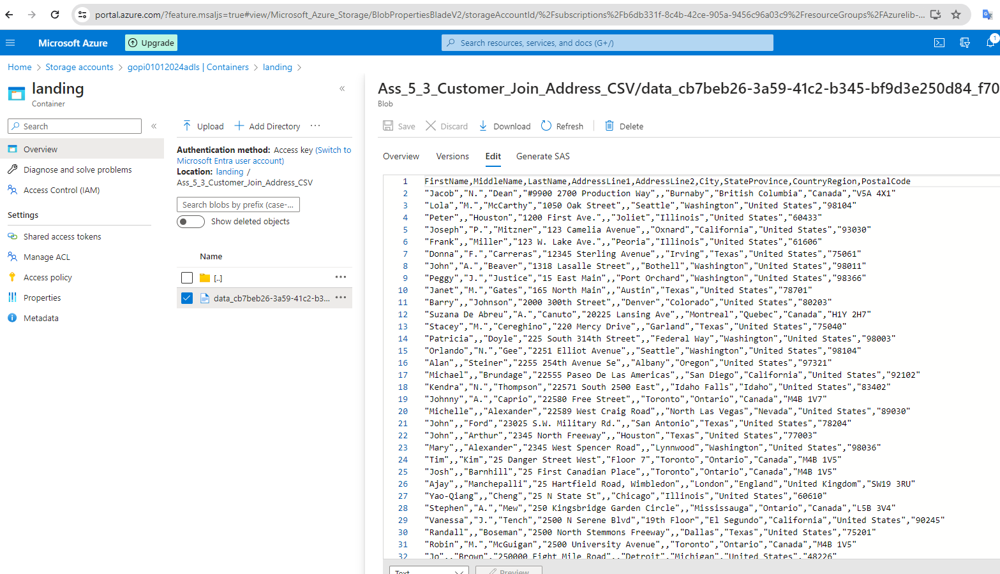 portal.azure.com/?feature.msaljs=true#view/Microsoft_Azure_Storage/BlobPropertiesBladeV2/storageAccountId/%2Fsubscriptions%2Fb6db331f-8c4b-42ce-905a-9456c96a03c9%2FresourceGroups%2FAzurelib-...
Microsoft Azure
Upgrade
Search resources, services, and docs (G+/)
1
Home > Storage accounts > gopi01012024adls | Containers > landing >
landing
Container
Search
Overview
Diagnose and solve problems
Access Control (IAM)
Settings
Shared access tokens
Manage ACL
Access policy
Properties
Metadata
Upload
Add Directory
Authentication method: Access key (Switch to
Microsoft Entra user account)
Location: landing /
Ass_5_3_Customer_Join_Address_CSV
Search blobs by prefix (case-...
Show deleted objects
Name
[..]
data_cb7beb26-3a59-41c2-b3...
Ass_5_3_Customer_Join_Address_CSV/data_cb7beb26-3a59-41c2-b345-bf9d3e250d84_f70
Blob
Save
Discard
Download
Refresh
Delete
Overview
Versions
Edit
Generate SAS
1 FirstName,MiddleName,LastName,AddressLine1,AddressLine2,City,StateProvince,CountryRegion,PostalCode
2 "Jacob","N.","Dean","#9900 2700 Production Way",,"Burnaby","British Columbia","Canada","V5A 4X1"
3 "Lola","M.","McCarthy","1050 Oak Street",,"Seattle","Washington","United States","98104"
4 "Peter",,"Houston","1200 First Ave.",,"Joliet","Illinois","United States","60433"
5 "Joseph","P.","Mitzner","123 Camelia Avenue",,"Oxnard","California","United States","93030"
6 "Frank",,"Miller","123 W. Lake Ave.",,"Peoria","Illinois","United States","61606"
7 "Donna","F.","Carreras","12345 Sterling Avenue",,"Irving","Texas","United States","75061"
8 "John","A.","Beaver","1318 Lasalle Street",,"Bothell","Washington","United States","98011"
9 "Peggy","J.","Justice","15 East Main",,"Port Orchard","Washington","United States","98366"
10 "Janet","M.","Gates","165 North Main",,"Austin","Texas","United States","78701"
11 "Barry",,"Johnson","2000 300th Street",,"Denver","Colorado","United States","80203"
12 "Suzana De Abreu","A.","Canuto","20225 Lansing Ave",,"Montreal","Quebec","Canada","H1Y 2H7"
13 "Stacey","M.","Cereghino","220 Mercy Drive",,"Garland","Texas","United States","75040"
14 "Patricia",,"Doyle","225 South 314th Street",,"Federal Way","Washington","United States","98003"
15 "Orlando","N.","Gee","2251 Elliot Avenue",,"Seattle","Washington","United States","98104"
16 "Alan",,"Steiner","2255 254th Avenue Se",,"Albany","Oregon","United States","97321"
17 "Michael",,"Brundage","22555 Paseo De Las Americas",,"San Diego","California","United States","92102"
18 "Kendra","N.","Thompson","22571 South 2500 East",,"Idaho Falls","Idaho","United States","83402"
19 "Johnny","A.","Caprio","22580 Free Street",,"Toronto","Ontario","Canada","M4B 1V7"
20 "Michelle",,"Alexander","22589 West Craig Road",,"North Las Vegas","Nevada","United States","89030"
21 "John",,"Ford","23025 S.W. Military Rd.",,"San Antonio","Texas","United States","78204"
22 "John",,"Arthur","2345 North Freeway",,"Houston","Texas","United States","77003"
23 "Mary",,"Alexander","2345 West Spencer Road",,"Lynnwood","Washington","United States","98036"
24 "Tim",,"Kim","25 Danger Street West","Floor 7","Toronto","Ontario","Canada","M4B 1V5"
25 "Josh",,"Barnhill","25 First Canadian Place",,"Toronto","Ontario","Canada","M4B 1V5"
26 "Ajay",,"Manchepalli","25 Hartfield Road, Wimbledon",,"London","England","United Kingdom","SW19 3RU"
27 "Yao-Qiang",,"Cheng","25 N State St",,"Chicago","Illinois","United States","60610"
28 "Stephen","A.","Mew","250 Kingsbridge Garden Circle",,"Mississauga","Ontario","Canada","L5B 3V4"
29 "Vanessa","J.","Tench","2500 N Serene Blvd","19th Floor","El Segundo","California","United States","90245"
30 "Randall",,"Boseman","2500 North Stemmons Freeway",,"Dallas","Texas","United States","75201"
31 "Robin","M.","McGuigan","2500 University Avenue",,"Toronto","Ontario","Canada","M4B 1V5"
32 "Jo",,"Brown","250000 Eight Mile Road",,"Detroit","Michigan","United States","48226"
Text
Preview